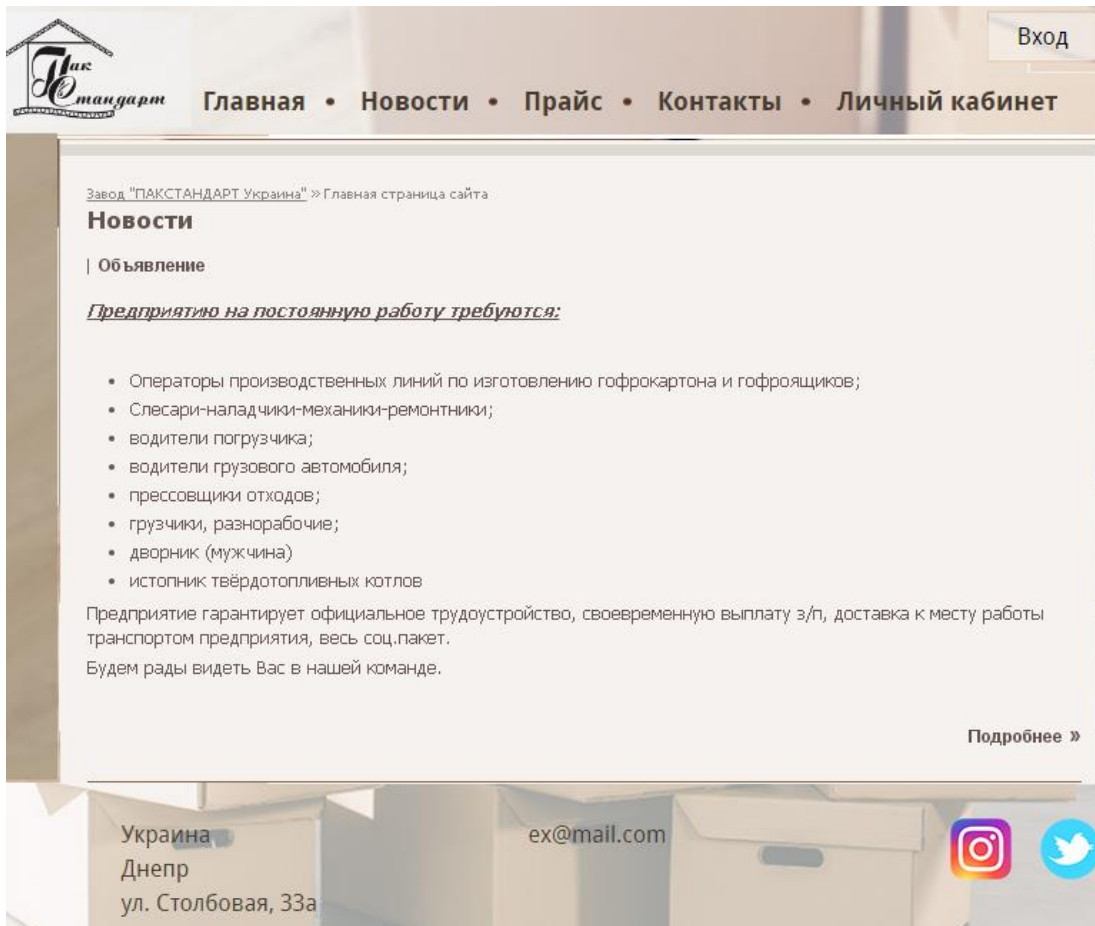 Пак
Стандарт
Вход
Главная • Новости • Прайс • Контакты • Личный кабинет
Завод "ПАКСТАНДАРТ Украина" » Главная страница сайта
Новости
| Объявление
Предприятию на постоянную работу требуются:
• Операторы производственных линий по изготовлению гофрокартона и гофроящиков;
• Слесари-наладчики-механики-ремонтники;
• водители погрузчика;
• водители грузового автомобиля;
• прессовщики отходов;
• грузчики, разнорабочие;
• дворник (мужчина)
• истопник твёрдотопливных котлов
Предприятие гарантирует официальное трудоустройство, своевременную выплату з/п, доставка к месту работы
транспортом предприятия, весь соц.пакет.
Будем рады видеть Вас в нашей команде.
Подробнее »
Украина
Днепр
ул. Столбовая, 33а
ex@mail.com